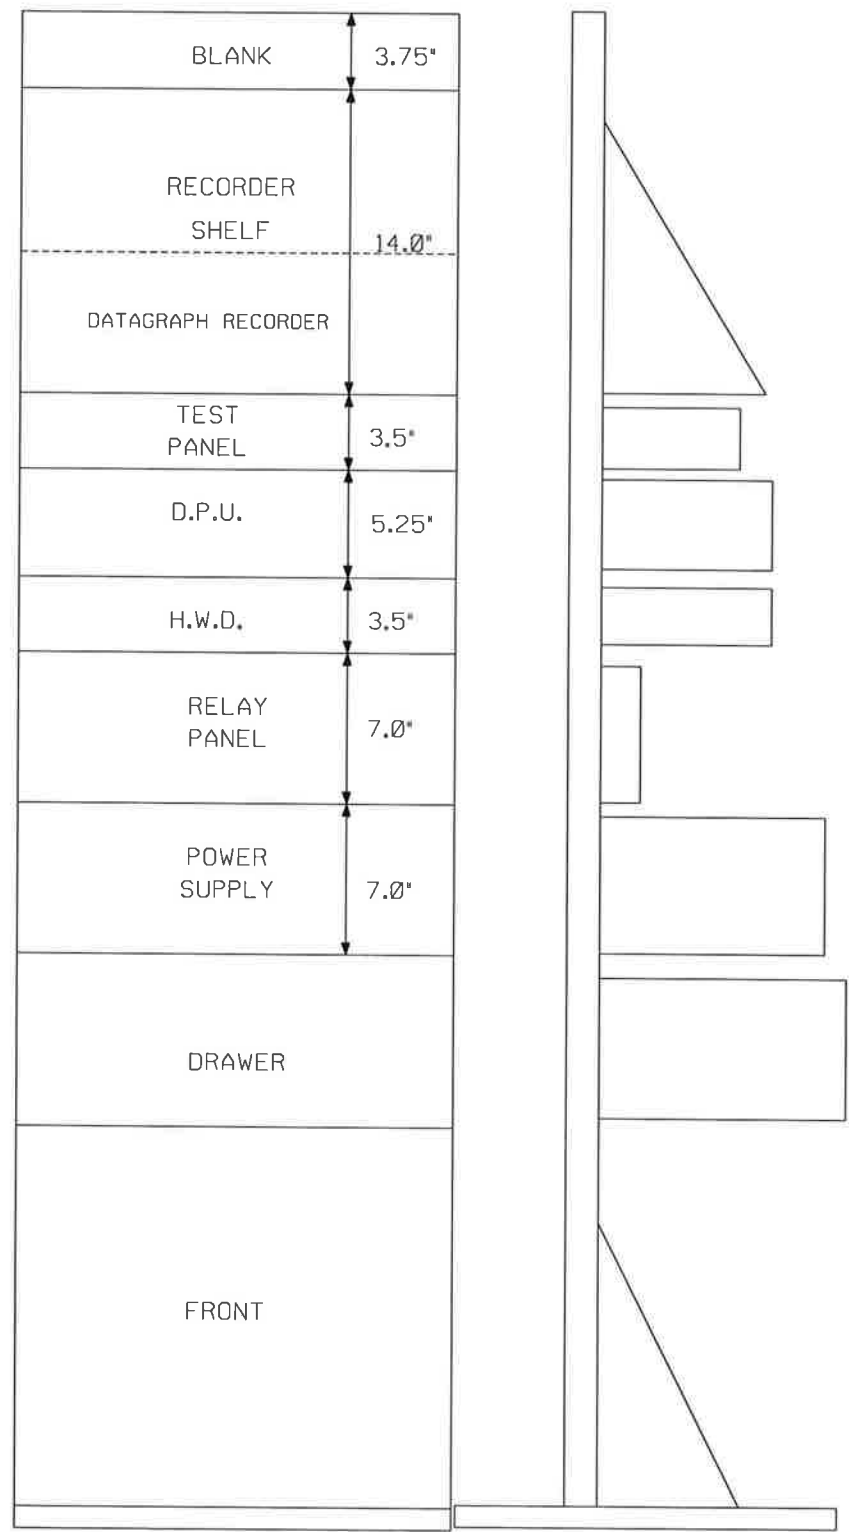 BLANK 3.75"
RECORDER
SHELF
14.0"
DATAGRAPH RECORDER
TEST
PANEL
3.5"
D.P.U.
5.25"
H.W.D. 3.5"
RELAY
PANEL
7.0"
POWER
SUPPLY
7.0"
DRAWER
FRONT